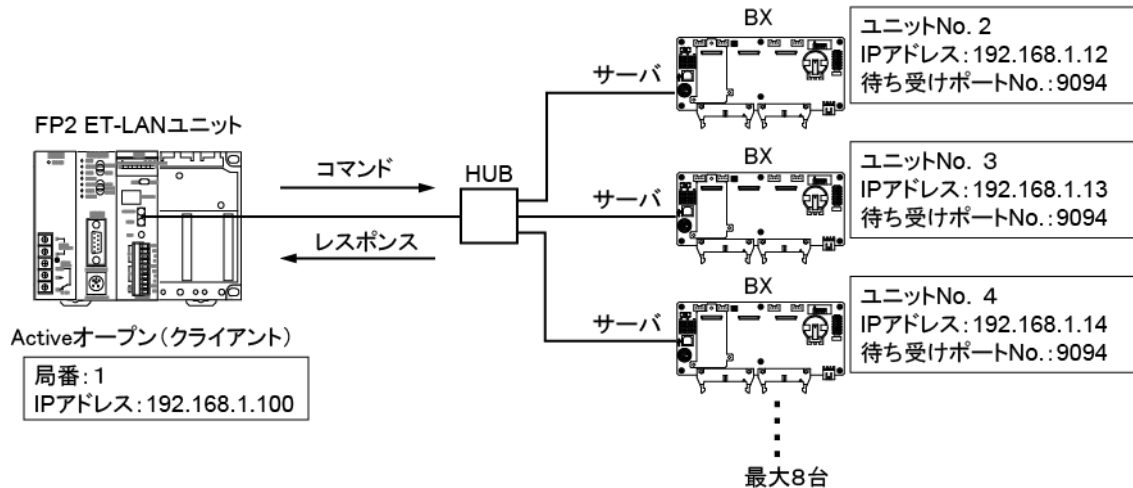 FP2 ET-LANユニット
Activeオープン(クライアント)
局番:1
IPアドレス:192.168.1.100
コマンド
レスポンス
HUB
サーバ
BX
ユニットNo. 2
IPアドレス:192.168.1.12
待ち受けポートNo.:9094
サーバ
BX
ユニットNo. 3
IPアドレス:192.168.1.13
待ち受けポートNo.:9094
サーバ
BX
ユニットNo. 4
IPアドレス:192.168.1.14
待ち受けポートNo.:9094
最大8台